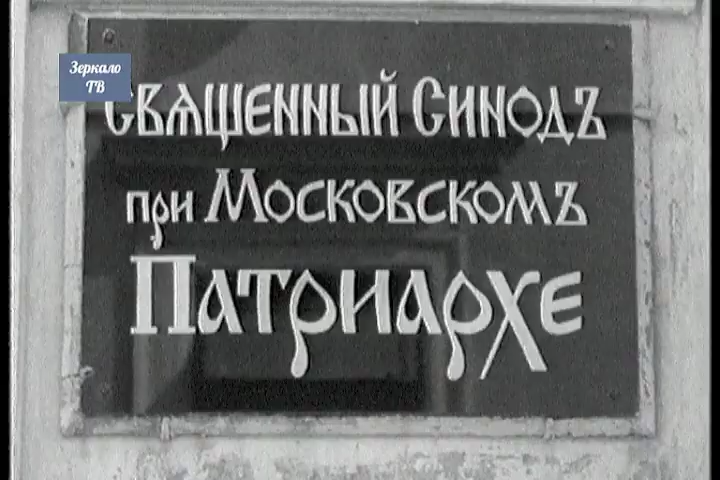 Зеркало
ТВ
Священный Синодъ
при Московскомъ
Патриархе